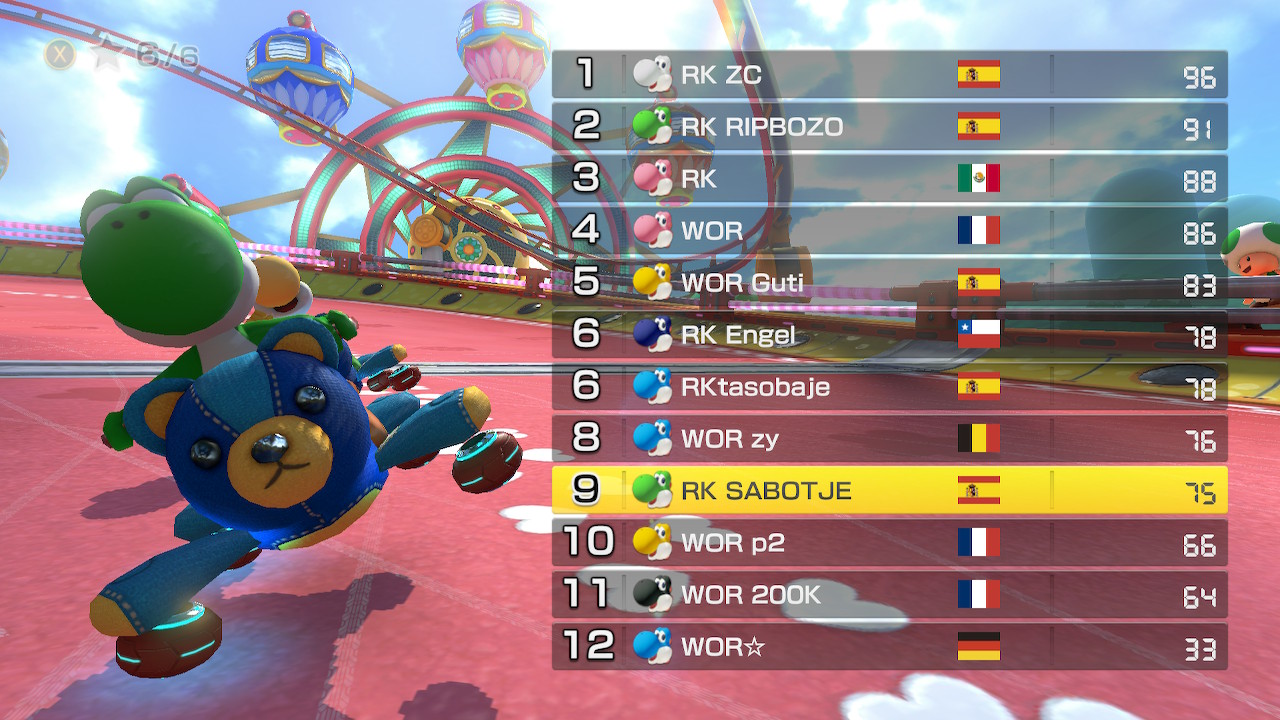 X 6/6
1 RK ZC 96
2 RK RIPBOZO 91
3 RK 88
4 WOR 86
5 WOR Guti 83
6 RK Engel 78
6 RKtasobaje 78
8 WOR zy 76
9 RK SABOTJE 75
10 WOR p2 66
11 WOR 200K 64
12 WOR☆ 33